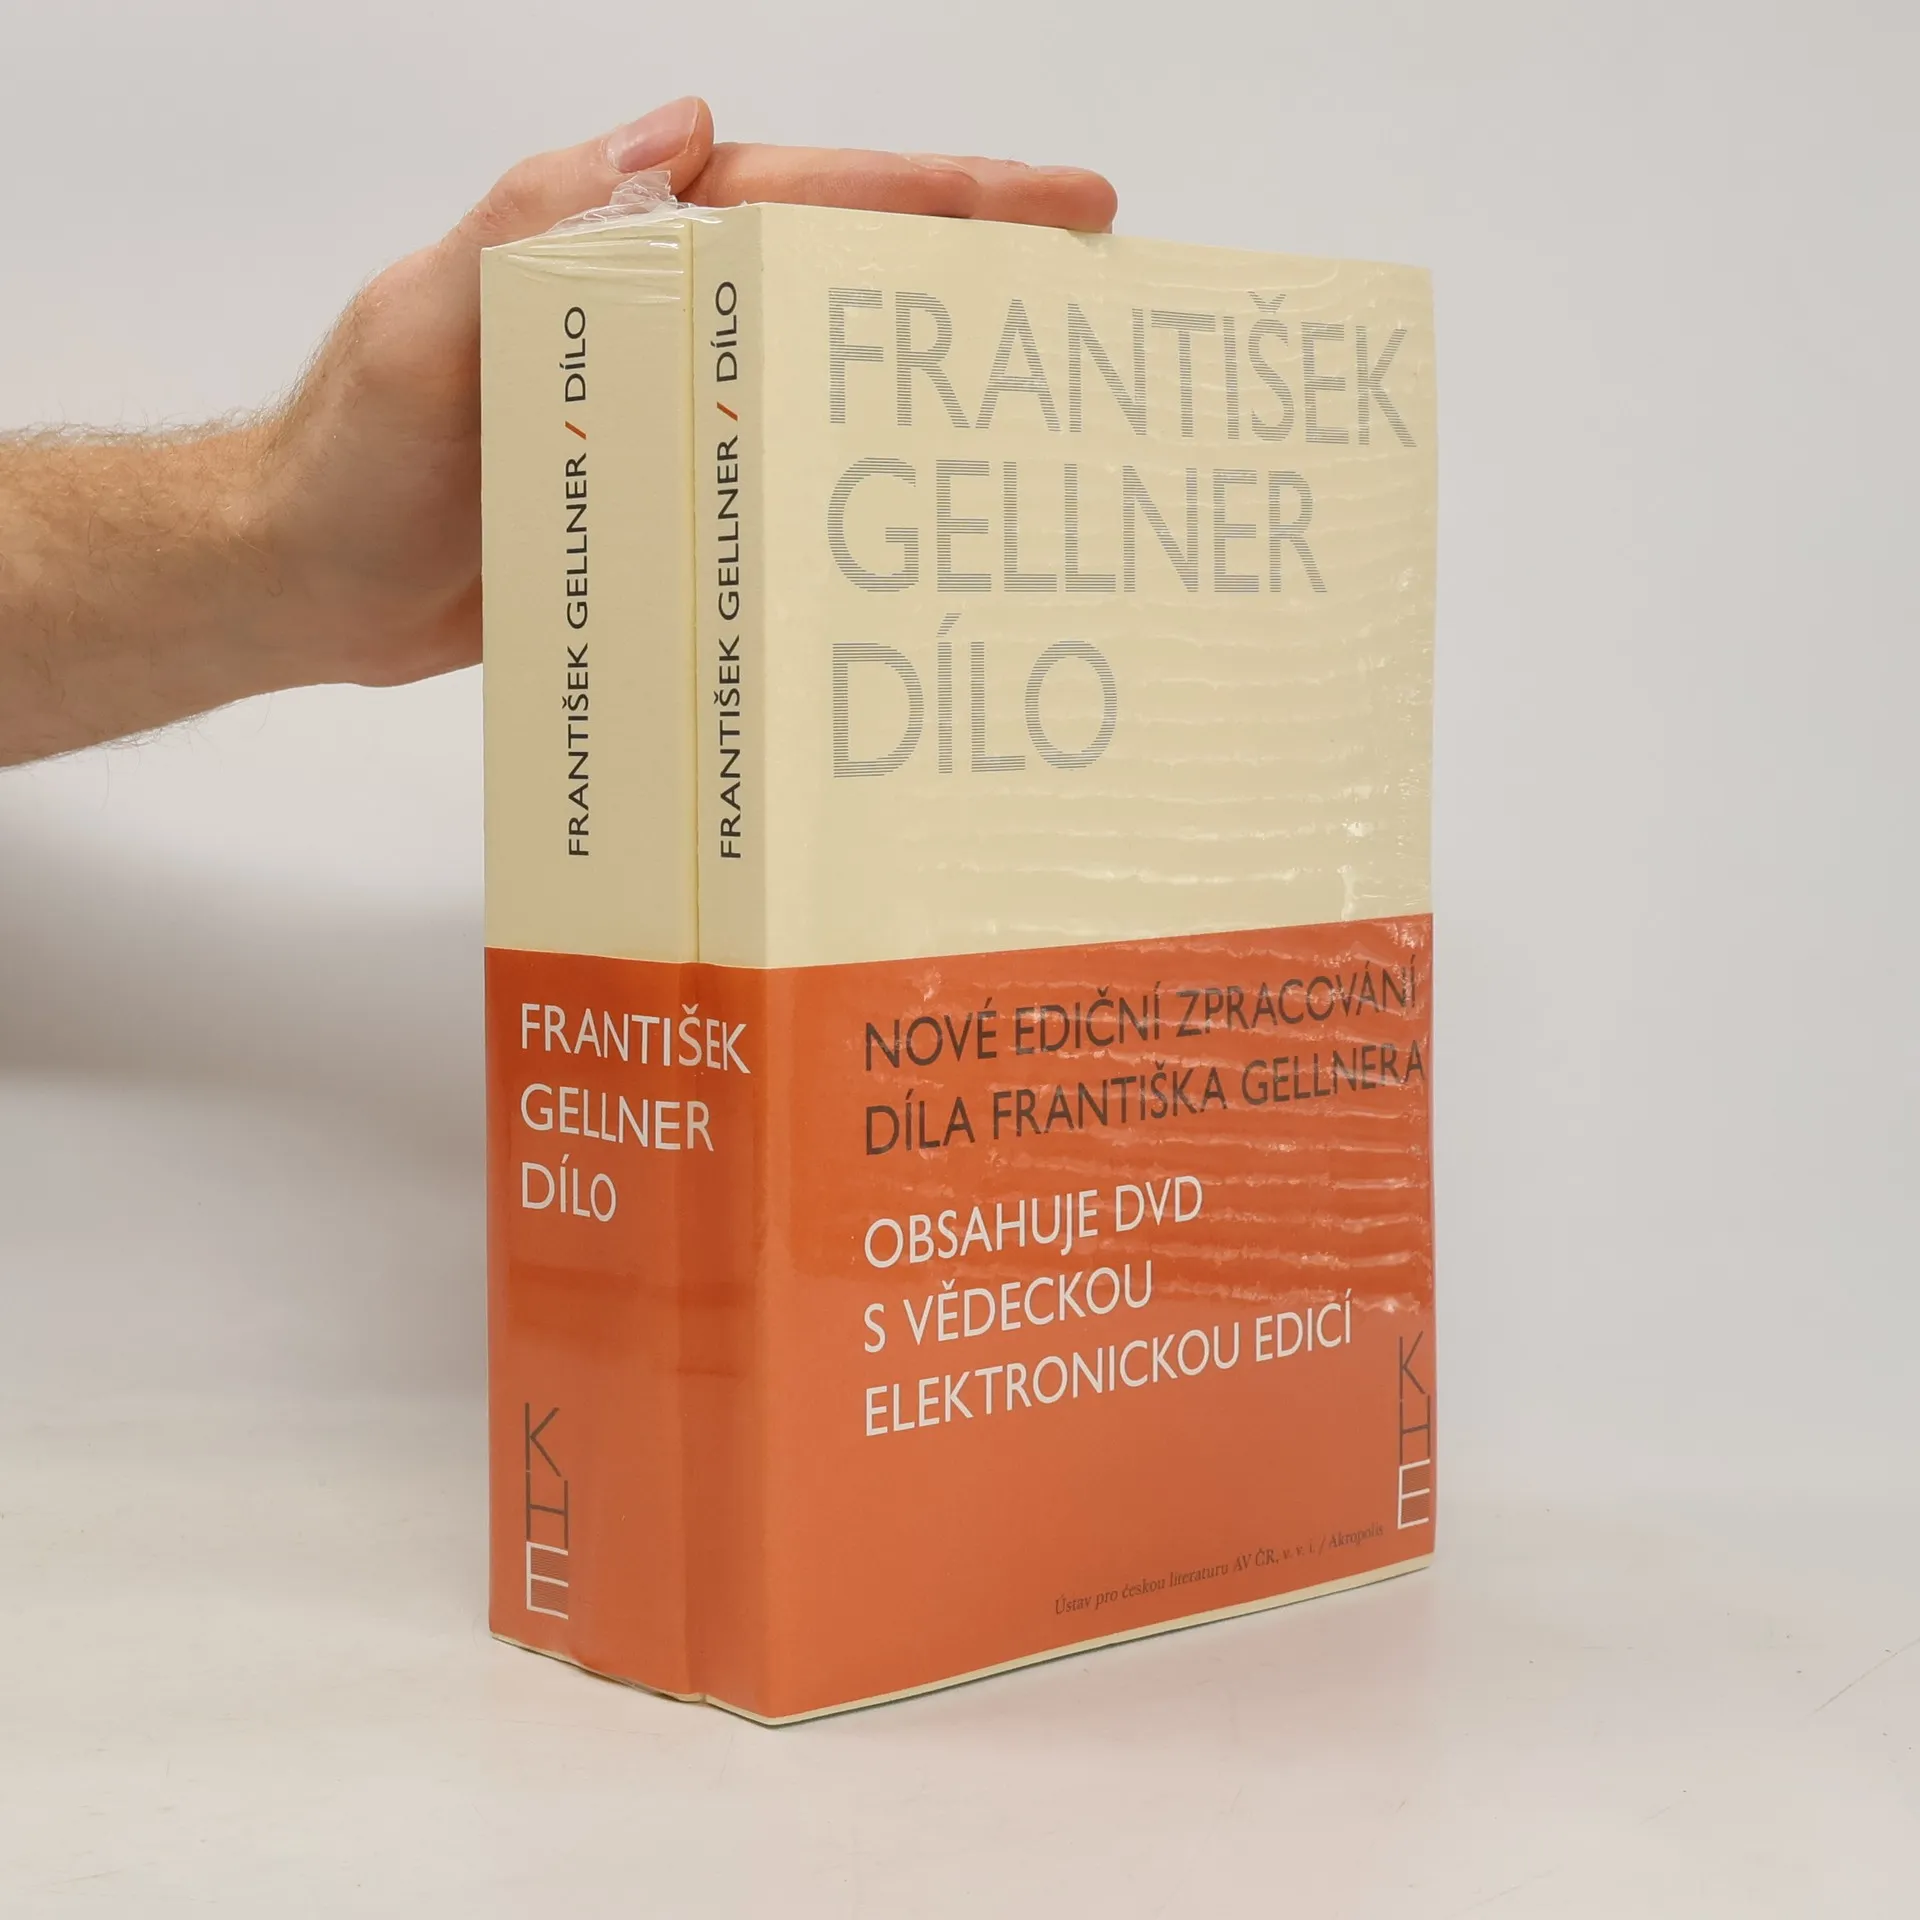 FRANTIŠEK GELLNER / DÍLO
FRANTIŠEK GELLNER / DÍLO
FRANTIŠEK
GELLNER
DÍLO
FRANTIŠEK
GELLNER
DÍLO
KHE
NOVÉ EDIČNÍ ZPRACOVÁNÍ
DÍLA FRANTIŠKA GELLNERA
OBSAHUJE DVD
S VĚDECKOU
ELEKTRONICKOU EDICÍ
KHE
Ústav pro českou literaturu AV ČR, v. v. i. / Akropolis